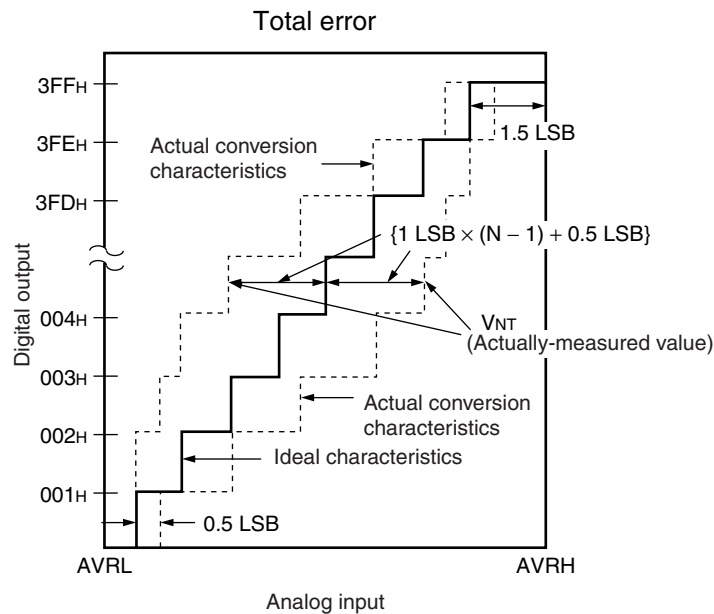 Total error
3FFH
3FEH
3FDH
004H
003H
002H
001H
Digital output
Actual conversion
characteristics
1.5 LSB
{1 LSB × (N − 1) + 0.5 LSB}
VNT
(Actually-measured value)
Actual conversion
characteristics
Ideal characteristics
0.5 LSB
AVRL
AVRH
Analog input